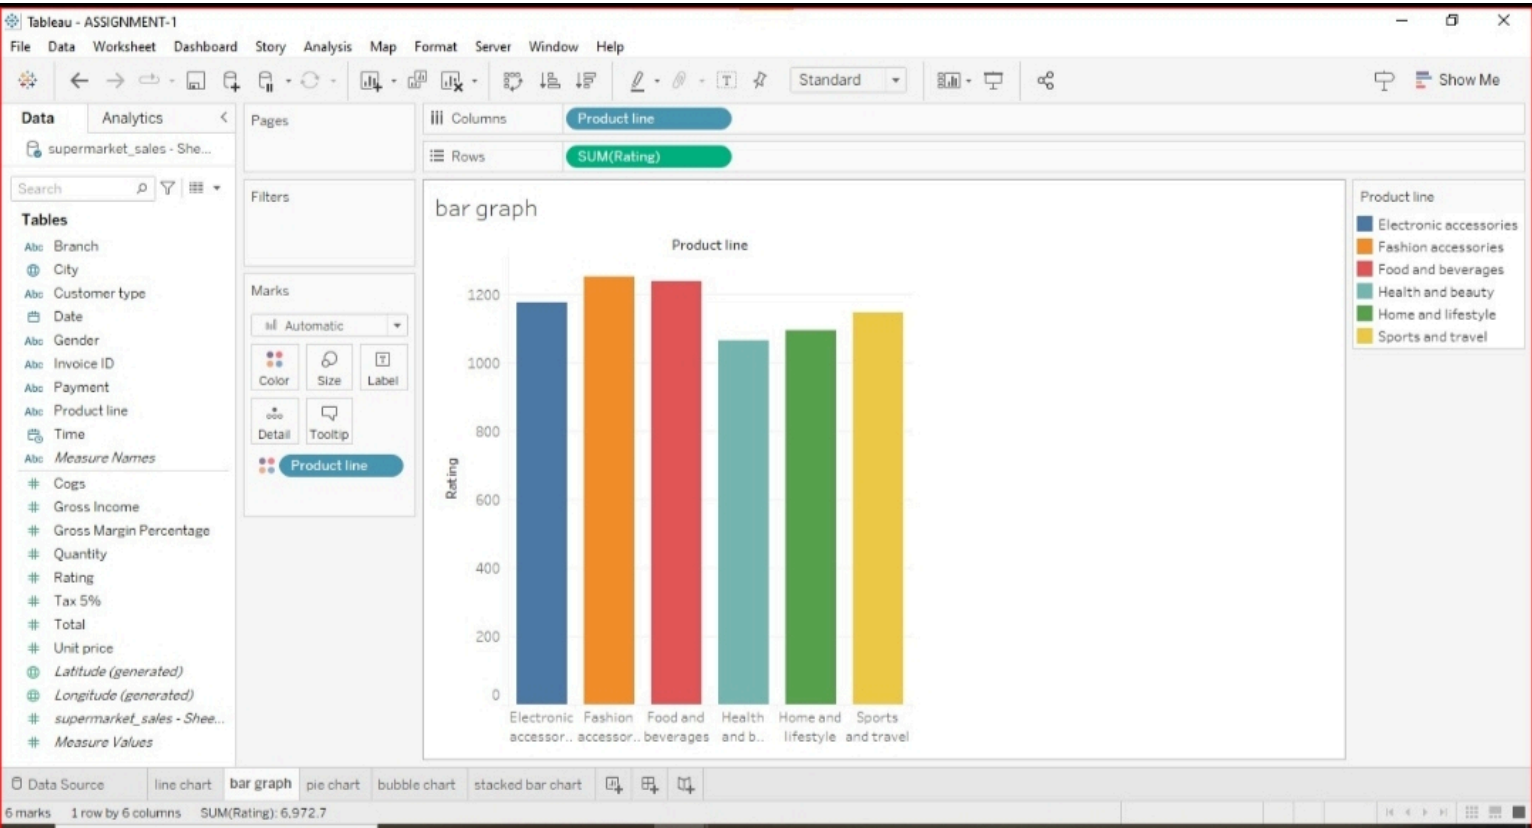 Tableau - ASSIGNMENT-1
File Data Worksheet Dashboard Story Analysis Map Format Server Window Help
Standard
Show Me
Data Analytics
supermarket_sales - She...
Search
Tables
Abc Branch
City
Abc Customer type
Date
Abc Gender
Abc Invoice ID
Abc Payment
Abc Product line
Time
Abc Measure Names
# Cogs
# Gross Income
# Gross Margin Percentage
# Quantity
# Rating
# Tax 5%
# Total
# Unit price
Latitude (generated)
Longitude (generated)
# supermarket_sales - Shee...
# Measure Values
Pages
Filters
Marks
Automatic
Color Size Label
Detail Tooltip
Product line
Columns Product line
Rows SUM(Rating)
bar graph
Product line
Rating
1200
1000
800
600
400
200
0
Electronic Fashion Food and Health Home and Sports
accessor.. accessor.. beverages and b.. lifestyle and travel
Product line
Electronic accessories
Fashion accessories
Food and beverages
Health and beauty
Home and lifestyle
Sports and travel
Data Source line chart bar graph pie chart bubble chart stacked bar chart
6 marks 1 row by 6 columns SUM(Rating): 6,972.7